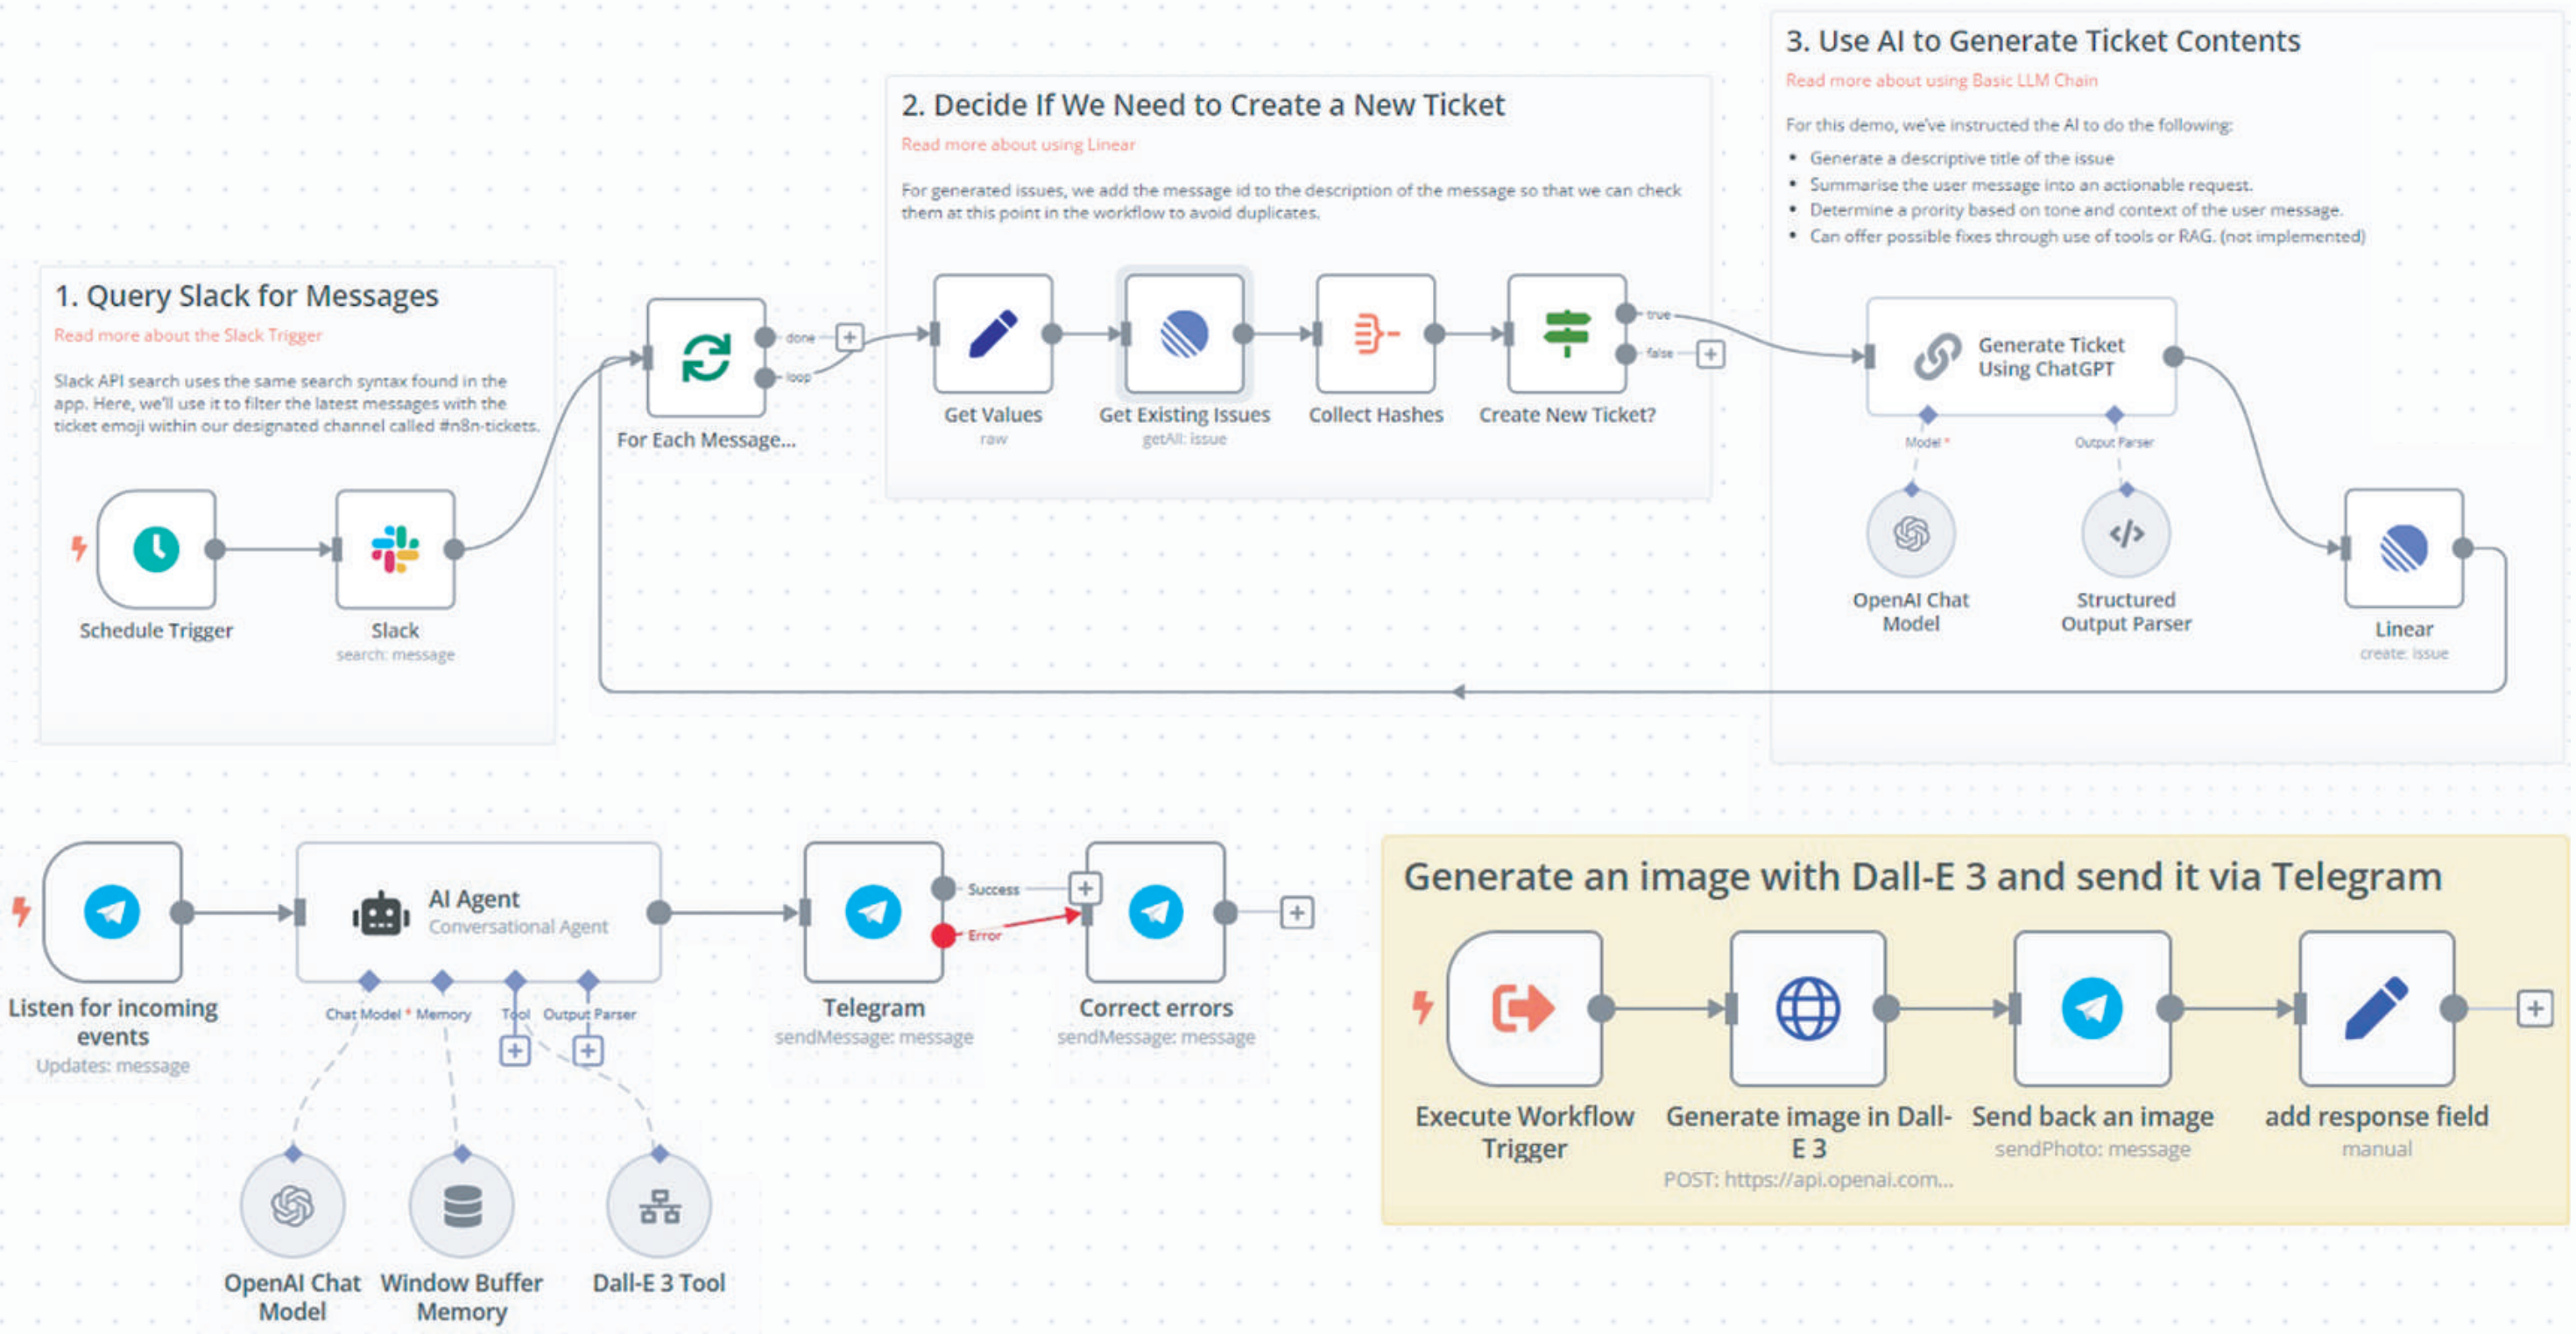 1. Query Slack for Messages
Read more about the Slack Trigger
Slack API search uses the same search syntax found in the
app. Here, we'll use it to filter the latest messages with the
ticket emoji within our designated channel called #n8n-tickets.
Schedule Trigger
Slack
search: message
done
loop
For Each Message...
2. Decide If We Need to Create a New Ticket
Read more about using Linear
For generated issues, we add the message id to the description of the message so that we can check
them at this point in the workflow to avoid duplicates.
Get Values
raw
Get Existing Issues
getAll: issue
Collect Hashes
Create New Ticket?
true
false
3. Use AI to Generate Ticket Contents
Read more about using Basic LLM Chain
For this demo, we've instructed the AI to do the following:
• Generate a descriptive title of the issue
• Summarise the user message into an actionable request.
• Determine a prority based on tone and context of the user message.
• Can offer possible fixes through use of tools or RAG. (not implemented)
Generate Ticket
Using ChatGPT
Model *
Output Parser
OpenAI Chat
Model
Structured
Output Parser
Linear
create: issue
Listen for incoming
events
Updates: message
AI Agent
Conversational Agent
Chat Model *
Memory
Tool
Output Parser
OpenAI Chat
Model
Window Buffer
Memory
Dall-E 3 Tool
Success
Error
Telegram
sendMessage: message
Correct errors
sendMessage: message
Generate an image with Dall-E 3 and send it via Telegram
Execute Workflow
Trigger
Generate image in Dall-
E 3
POST: https://api.openai.com...
Send back an image
sendPhoto: message
add response field
manual